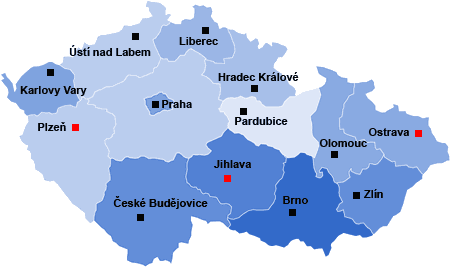 Liberec
Ústí nad Labem
Hradec Králové
Karlovy Vary
Praha
Pardubice
Plzeň
Ostrava
Olomouc
Jihlava
Zlín
České Budějovice
Brno